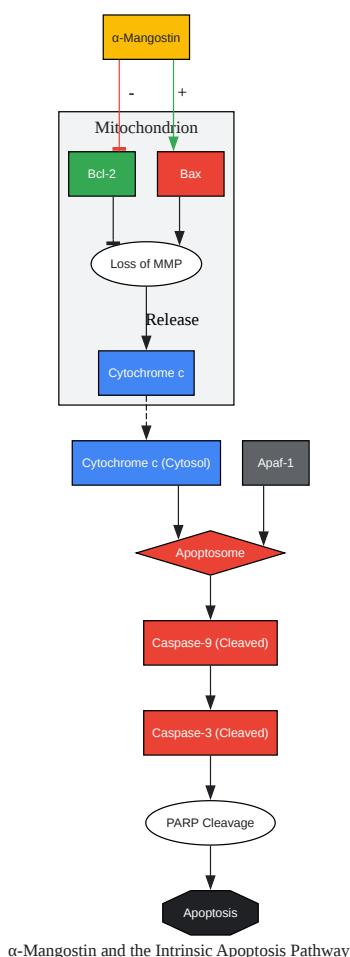 α-Mangostin
-
+
Mitochondrion
Bcl-2
Bax
Loss of MMP
Release
Cytochrome c
Cytochrome c (Cytosol)
Apaf-1
Apoptosome
Caspase-9 (Cleaved)
Caspase-3 (Cleaved)
PARP Cleavage
Apoptosis
α-Mangostin and the Intrinsic Apoptosis Pathway